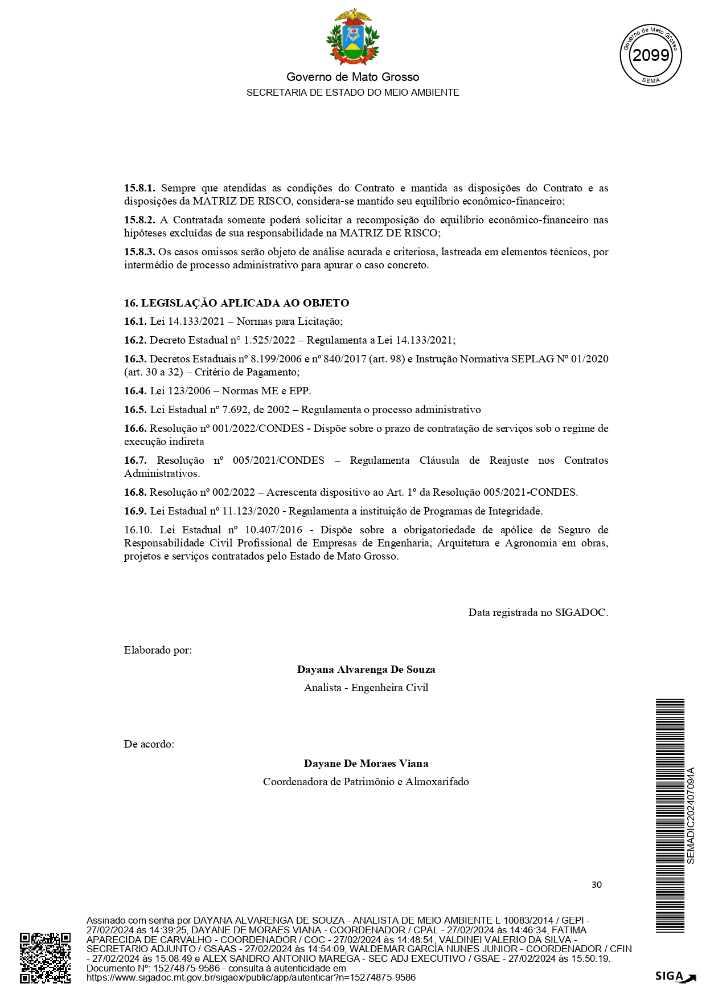 Governo de Mato Grosso
SECRETARIA DE ESTADO DO MEIO AMBIENTE
Governo de Mato Grosso
2099
SEMA
15.8.1. Sempre que atendidas as condições do Contrato e mantida as disposições do Contrato e as
disposições da MATRIZ DE RISCO, considera-se mantido seu equilíbrio econômico-financeiro;
15.8.2. A Contratada somente poderá solicitar a recomposição do equilíbrio econômico-financeiro nas
hipóteses excluídas de sua responsabilidade na MATRIZ DE RISCO;
15.8.3. Os casos omissos serão objeto de análise acurada e criteriosa, lastreada em elementos técnicos, por
intermédio de processo administrativo para apurar o caso concreto.
16. LEGISLAÇÃO APLICADA AO OBJETO
16.1. Lei 14.133/2021 – Normas para Licitação;
16.2. Decreto Estadual n° 1.525/2022 – Regulamenta a Lei 14.133/2021;
16.3. Decretos Estaduais nº 8.199/2006 e nº 840/2017 (art. 98) e Instrução Normativa SEPLAG Nº 01/2020
(art. 30 a 32) – Critério de Pagamento;
16.4. Lei 123/2006 – Normas ME e EPP.
16.5. Lei Estadual nº 7.692, de 2002 – Regulamenta o processo administrativo
16.6. Resolução nº 001/2022/CONDES - Dispõe sobre o prazo de contratação de serviços sob o regime de
execução indireta
16.7. Resolução nº 005/2021/CONDES – Regulamenta Cláusula de Reajuste nos Contratos
Administrativos.
16.8. Resolução nº 002/2022 – Acrescenta dispositivo ao Art. 1º da Resolução 005/2021-CONDES.
16.9. Lei Estadual nº 11.123/2020 - Regulamenta a instituição de Programas de Integridade.
16.10. Lei Estadual nº 10.407/2016 - Dispõe sobre a obrigatoriedade de apólice de Seguro de
Responsabilidade Civil Profissional de Empresas de Engenharia, Arquitetura e Agronomia em obras,
projetos e serviços contratados pelo Estado de Mato Grosso.
Data registrada no SIGADOC.
Elaborado por:
Dayana Alvarenga De Souza
Analista - Engenheira Civil
De acordo:
Dayane De Moraes Viana
Coordenadora de Patrimônio e Almoxarifado
SEMADIC202407094A
30
Assinado com senha por DAYANA ALVARENGA DE SOUZA - ANALISTA DE MEIO AMBIENTE L 10083/2014 / GEPI -
27/02/2024 às 14:39:25, DAYANE DE MORAES VIANA - COORDENADOR / CPAL - 27/02/2024 às 14:46:34, FATIMA
APARECIDA DE CARVALHO - COORDENADOR / COC - 27/02/2024 às 14:48:54, VALDINEI VALERIO DA SILVA -
SECRETARIO ADJUNTO / GSAAS - 27/02/2024 às 14:54:09, WALDEMAR GARCIA NUNES JUNIOR - COORDENADOR / CFIN
- 27/02/2024 às 15:08:49 e ALEX SANDRO ANTONIO MAREGA - SEC ADJ EXECUTIVO / GSAE - 27/02/2024 às 15:50:19.
Documento Nº: 15274875-9586 - consulta à autenticidade em
https://www.sigadoc.mt.gov.br/sigaex/public/app/autenticar?n=15274875-9586
SIGA